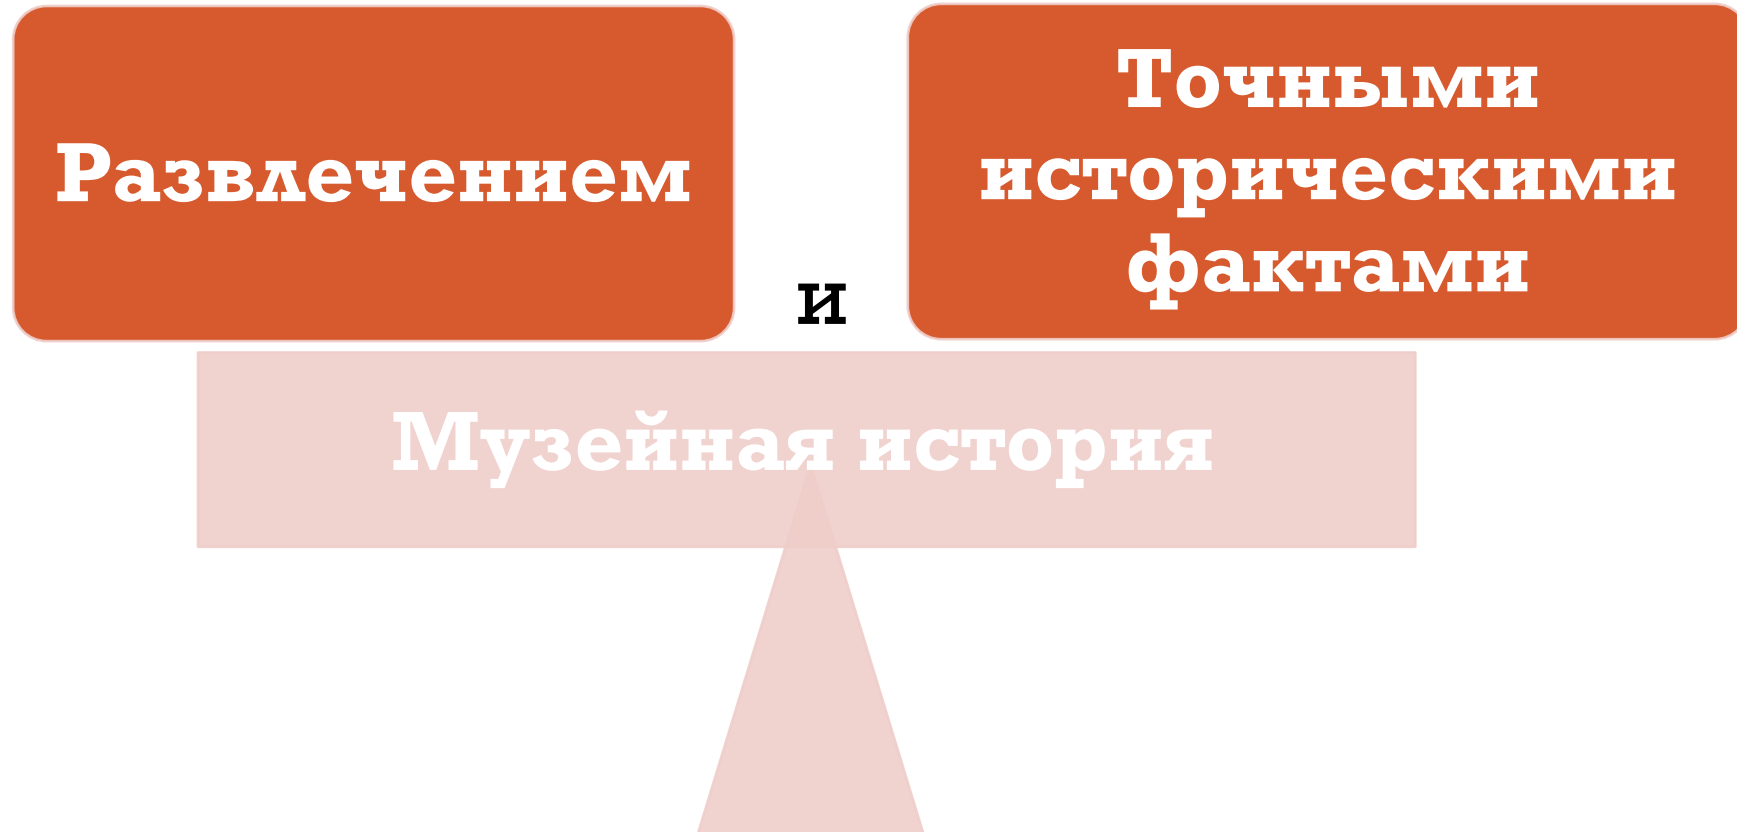 Развлечением
и
Точными
историческими
фактами
Музейная история